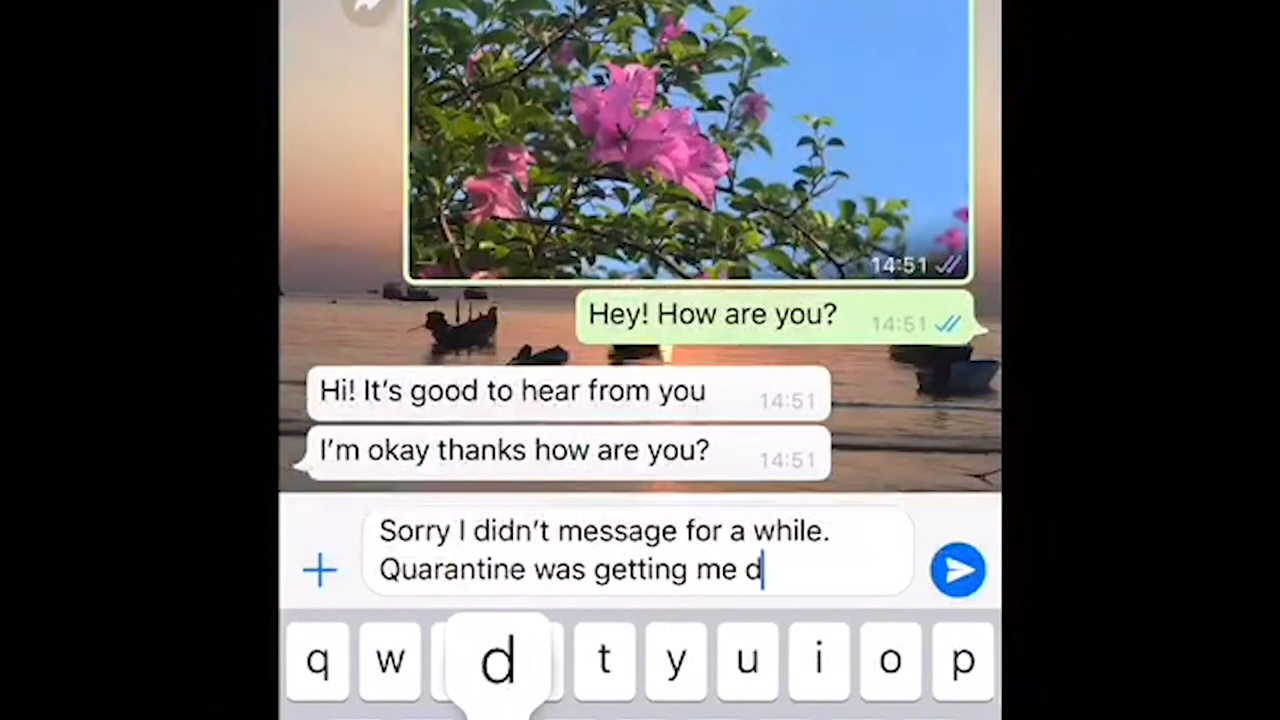 14:51
Hey! How are you? 14:51
Hi! It's good to hear from you 14:51
I'm okay thanks how are you? 14:51
Sorry I didn't message for a while.
Quarantine was getting me d
q w d t y u i o p